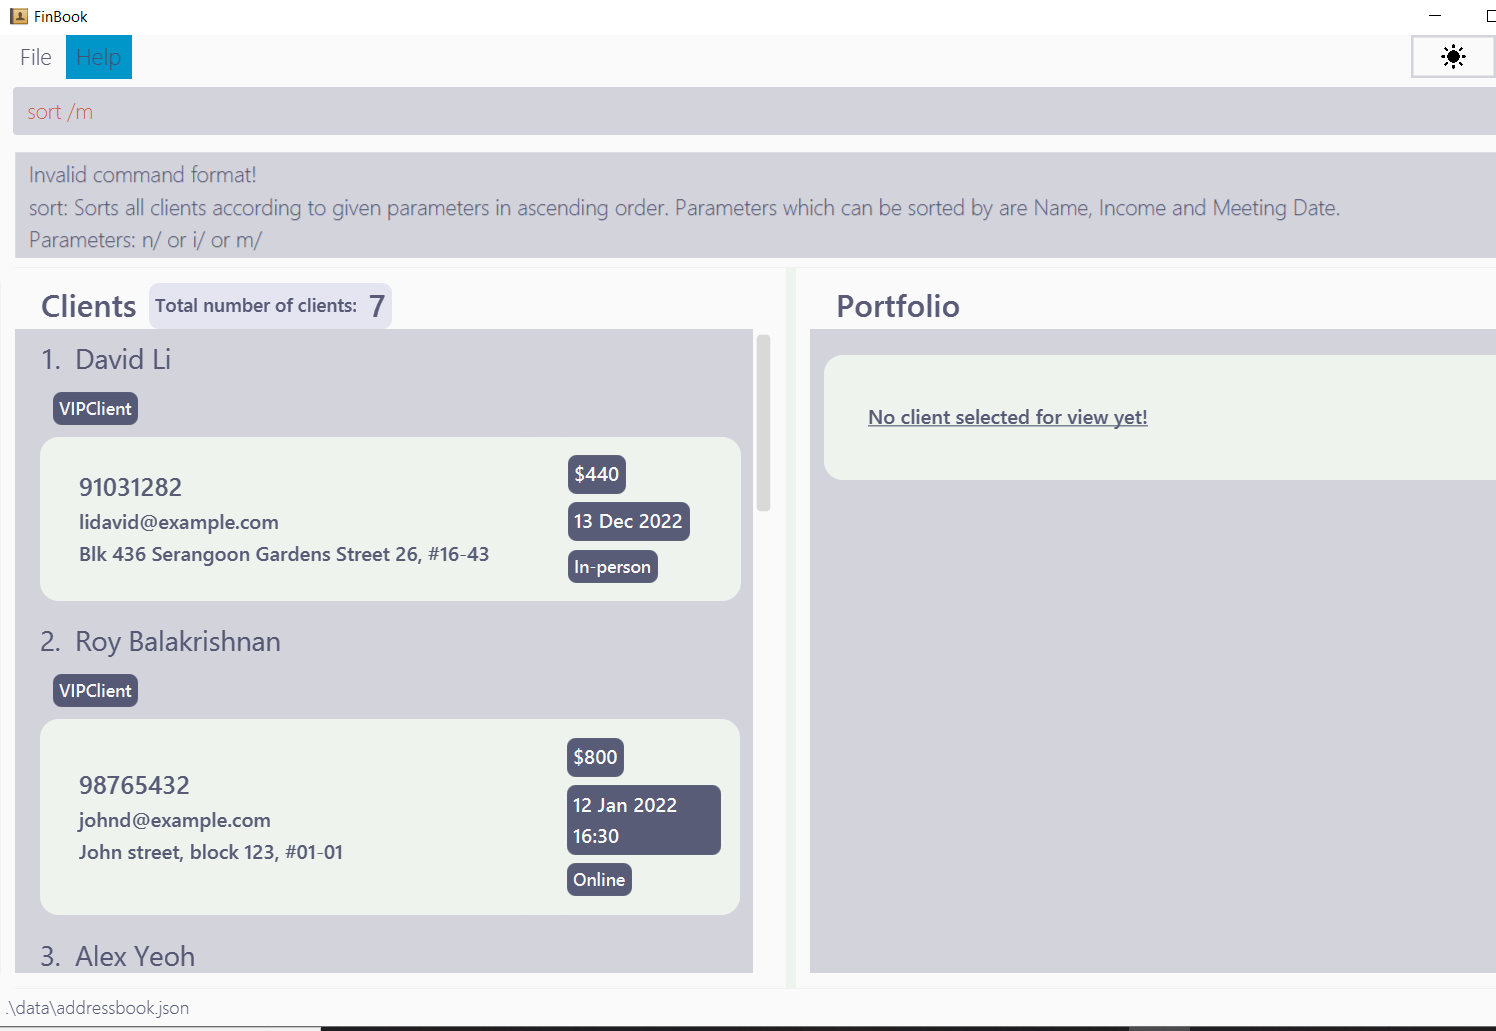 FinBook
File Help
sort /m
Invalid command format!
sort: Sorts all clients according to given parameters in ascending order. Parameters which can be sorted by are Name, Income and Meeting Date.
Parameters: n/ or i/ or m/
Clients Total number of clients: 7
Portfolio
1. David Li
VIPClient
91031282
lidavid@example.com
Blk 436 Serangoon Gardens Street 26, #16-43
$440
13 Dec 2022
In-person
2. Roy Balakrishnan
VIPClient
98765432
johnd@example.com
John street, block 123, #01-01
$800
12 Jan 2022
16:30
Online
3. Alex Yeoh
No client selected for view yet!
.\data\addressbook.json